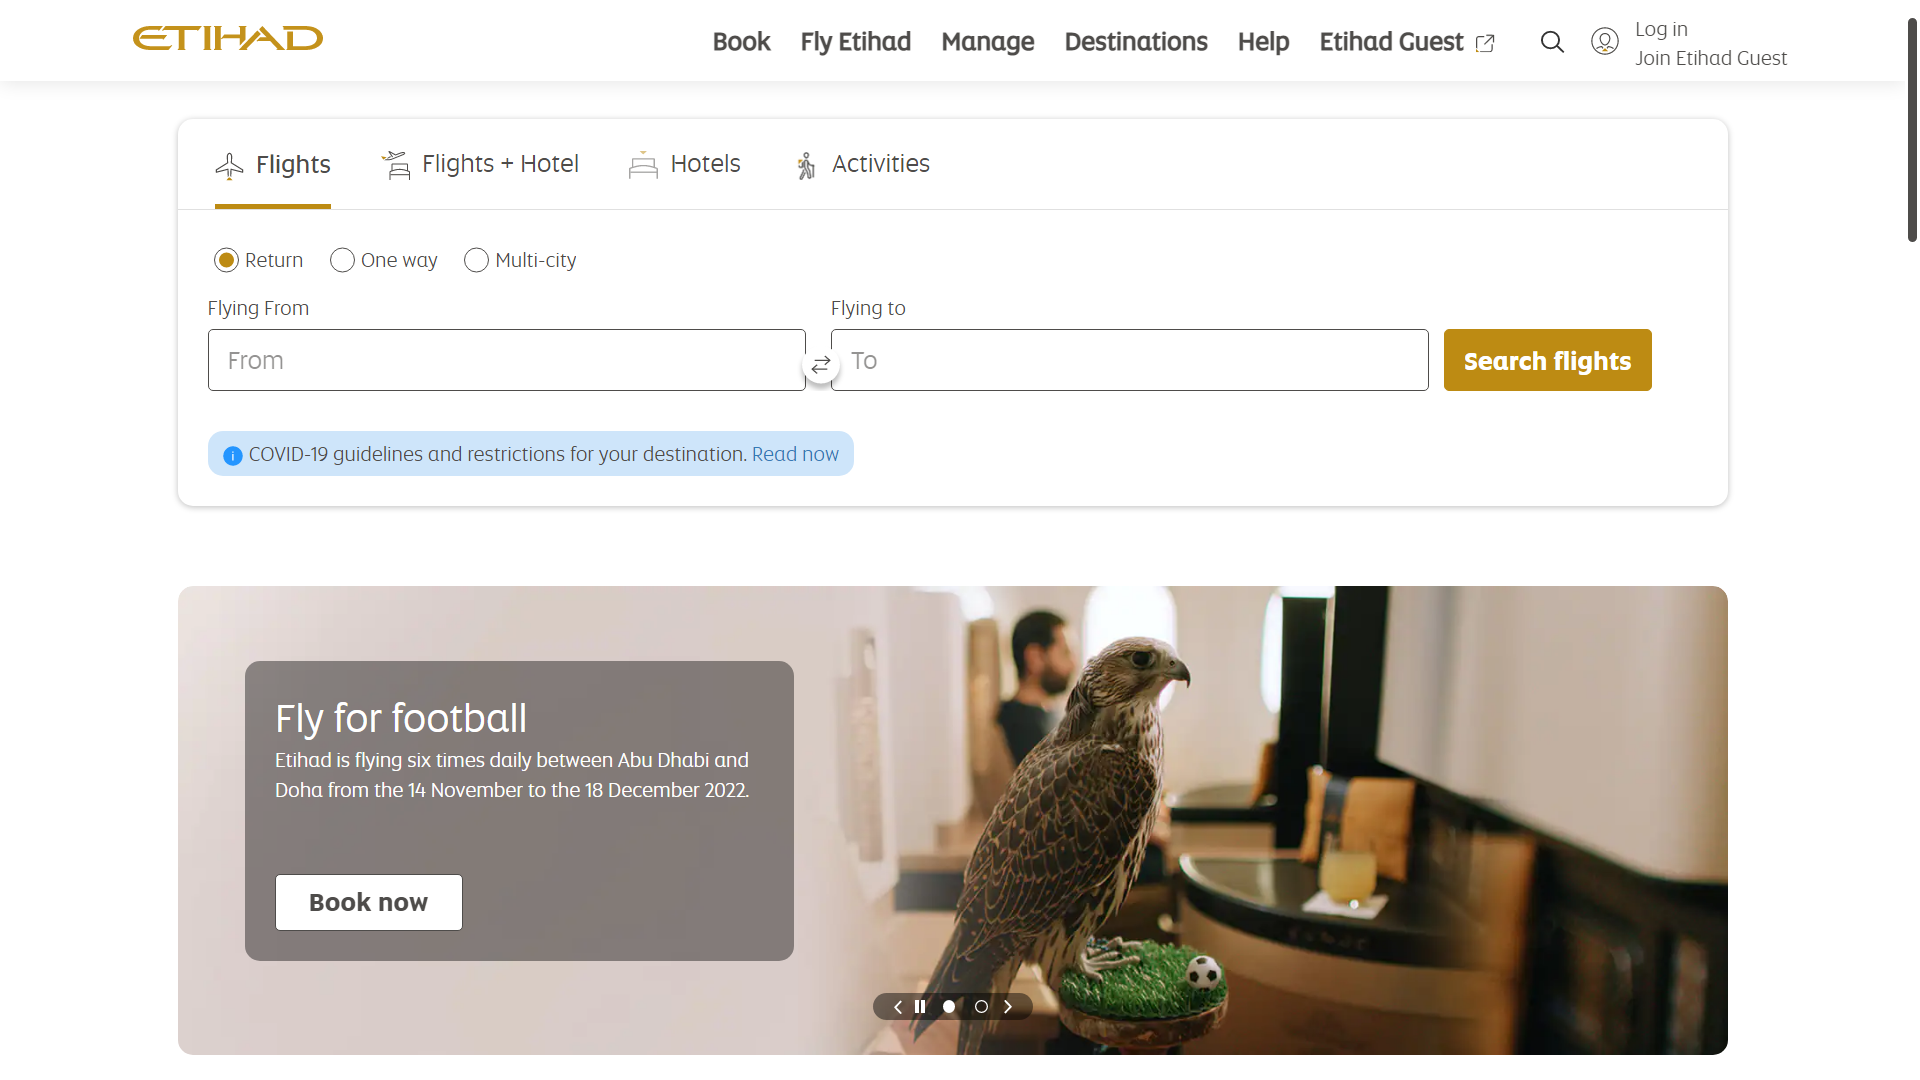 ETIHAD
Book
Fly Etihad
Manage
Destinations
Help
Etihad Guest
Log in
Join Etihad Guest
Flights
Flights + Hotel
Hotels
Activities
Return
One way
Multi-city
Flying From
Flying to
From
To
Search flights
COVID-19 guidelines and restrictions for your destination. Read now
Fly for football
Etihad is flying six times daily between Abu Dhabi and
Doha from the 14 November to the 18 December 2022.
Book now